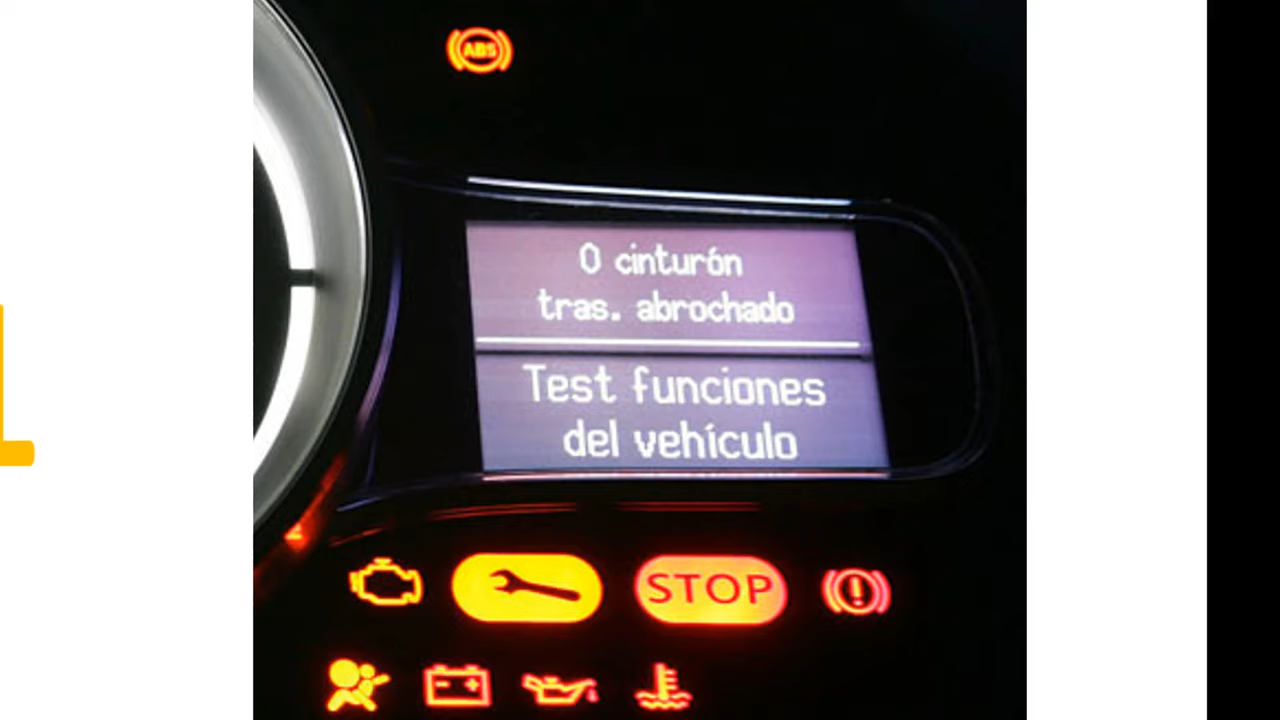 ABS
0 cinturón
tras. abrochado
Test funciones
del vehículo
STOP